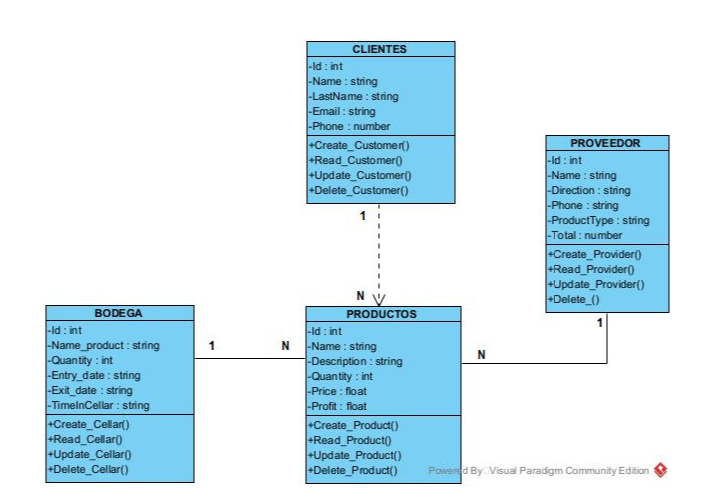 CLIENTES
-Id : int
-Name : string
-LastName : string
-Email : string
-Phone : number
+Create_Customer()
+Read_Customer()
+Update_Customer()
+Delete_Customer()
PROVEEDOR
-Id : int
-Name : string
-Direction : string
-Phone : string
-ProductType : string
-Total : number
+Create_Provider()
+Read_Provider()
+Update_Provider()
+Delete_()
1
N
1
N
1
N
BODEGA
-Id : int
-Name_product : string
-Quantity : int
-Entry_date : string
-Exit_date : string
-TimeInCellar : string
+Create_Cellar()
+Read_Cellar()
+Update_Cellar()
+Delete_Cellar()
PRODUCTOS
-Id : int
-Name : string
-Description : string
-Quantity : int
-Price : float
-Profit : float
+Create_Product()
+Read_Product()
+Update_Product()
+Delete_Product()
Powered By Visual Paradigm Community Edition